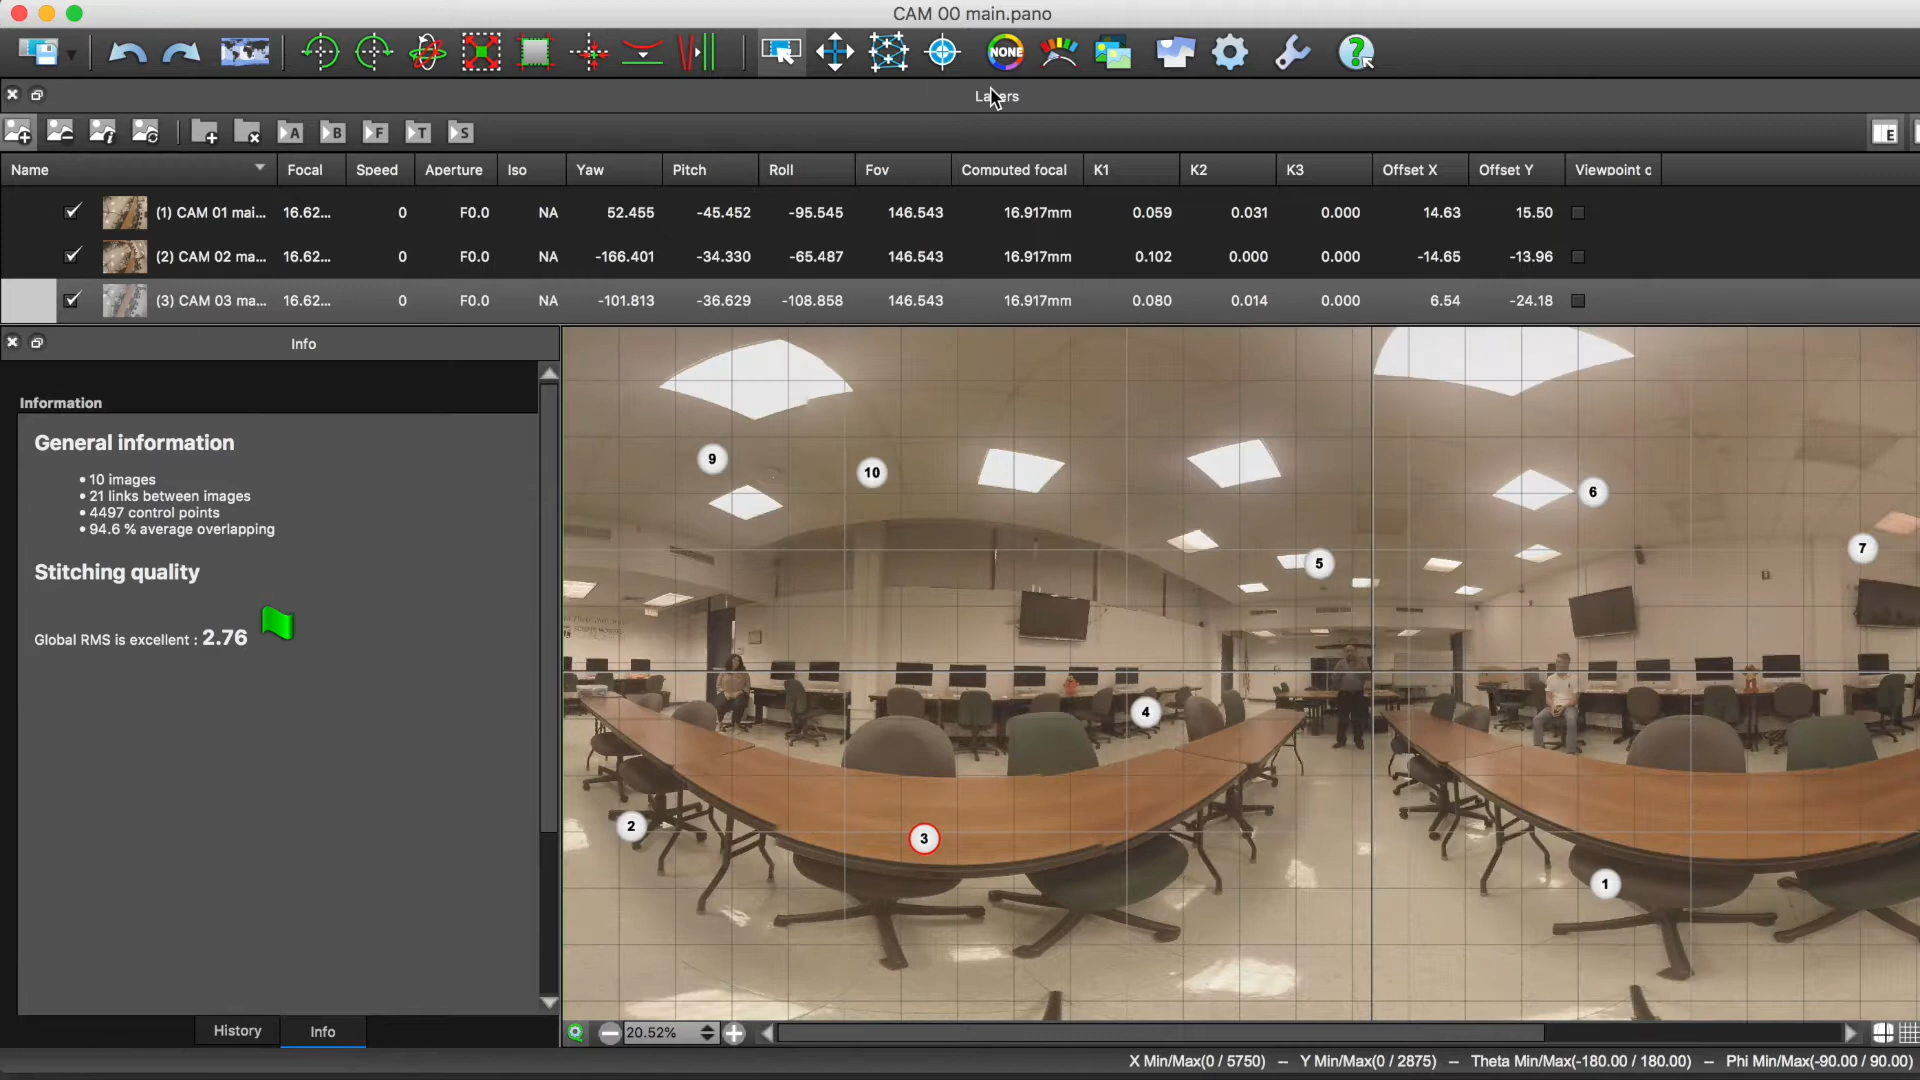 CAM 00 main.pano
NONE
?
Layers
A B F T S E
Name Focal Speed Aperture Iso Yaw Pitch Roll Fov Computed focal K1 K2 K3 Offset X Offset Y Viewpoint c
(1) CAM 01 mai... 16.62... 0 F0.0 NA 52.455 -45.452 -95.545 146.543 16.917mm 0.059 0.031 0.000 14.63 15.50
(2) CAM 02 ma... 16.62... 0 F0.0 NA -166.401 -34.330 -65.487 146.543 16.917mm 0.102 0.000 0.000 -14.65 -13.96
(3) CAM 03 ma... 16.62... 0 F0.0 NA -101.813 -36.629 -108.858 146.543 16.917mm 0.080 0.014 0.000 6.54 -24.18
Info
Information
General information
• 10 images
• 21 links between images
• 4497 control points
• 94.6 % average overlapping
Stitching quality
Global RMS is excellent : 2.76
9
10
6
7
5
4
2
3
1
History Info
20.52%
X Min/Max(0 / 5750) -- Y Min/Max(0 / 2875) -- Theta Min/Max(-180.00 / 180.00) -- Phi Min/Max(-90.00 / 90.00)